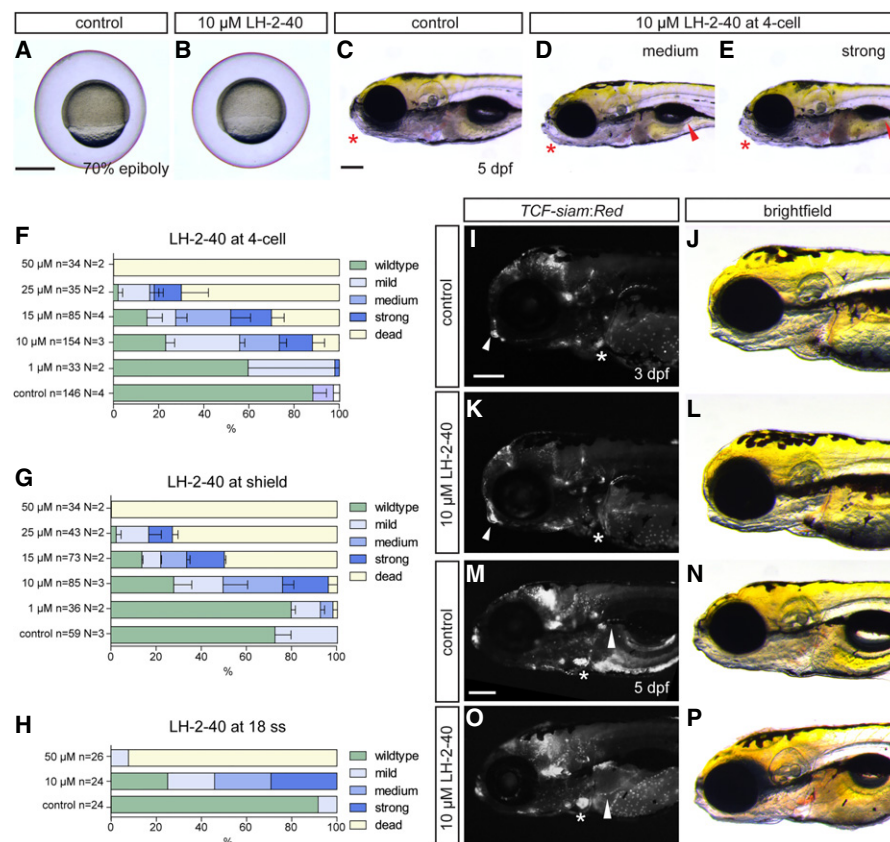 control
10 µM LH-2-40
control
10 µM LH-2-40 at 4-cell
A
B
C
D
medium
E
strong
*
*
*
70% epiboly
5 dpf
F
LH-2-40 at 4-cell
50 µM n=34 N=2
25 µM n=35 N=2
15 µM n=85 N=4
10 µM n=154 N=3
1 µM n=33 N=2
control n=146 N=4
0 20 40 60 80 100
%
wildtype
mild
medium
strong
dead
G
LH-2-40 at shield
50 µM n=34 N=2
25 µM n=43 N=2
15 µM n=73 N=2
10 µM n=85 N=3
1 µM n=36 N=2
control n=59 N=3
0 20 40 60 80 100
%
wildtype
mild
medium
strong
dead
H
LH-2-40 at 18 ss
50 µM n=26
10 µM n=24
control n=24
0 20 40 60 80 100
%
wildtype
mild
medium
strong
dead
TCF-siam:Red
brightfield
control
I
*
3 dpf
J
10 µM LH-2-40
K
*
L
control
M
*
5 dpf
N
10 µM LH-2-40
O
*
P